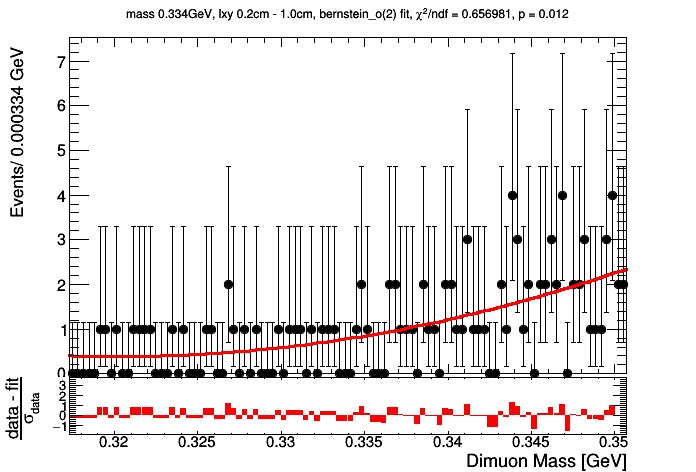 mass 0.334GeV, lxy 0.2cm - 1.0cm, bernstein_o(2) fit, χ²/ndf = 0.656981, p = 0.012
Events/ 0.000334 GeV
7
6
5
4
3
2
1
0
data - fit
σdata
3
2
1
0
−1
0.32 0.325 0.33 0.335 0.34 0.345 0.35
Dimuon Mass [GeV]